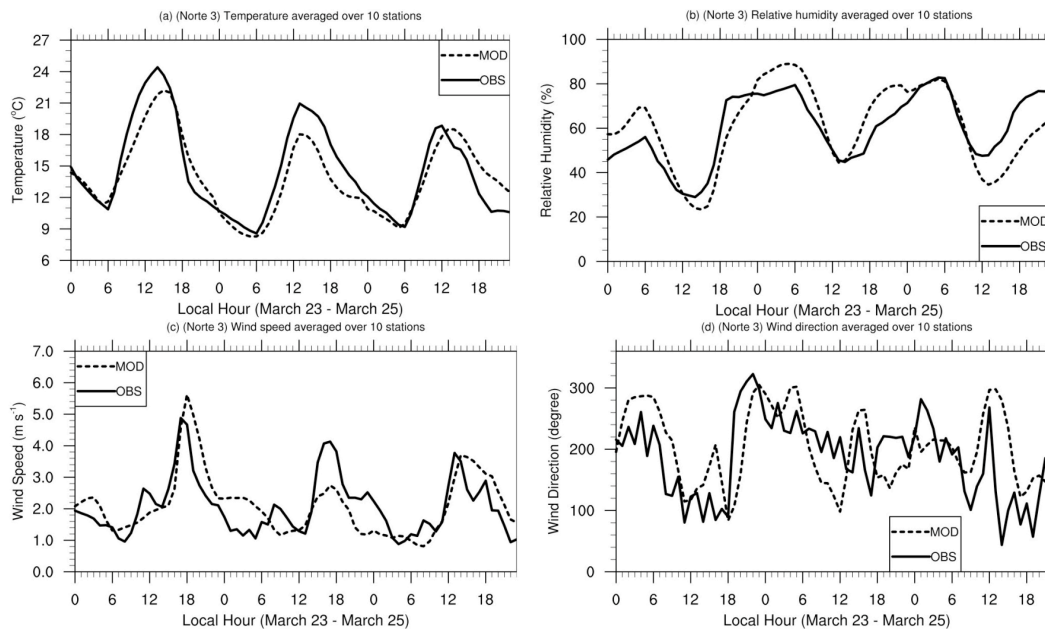 (a) (Norte 3) Temperature averaged over 10 stations
27
24
21
18
15
12
9
6
Temperature (°C)
MOD
OBS
0 6 12 18 0 6 12 18 0 6 12 18
Local Hour (March 23 - March 25)
(b) (Norte 3) Relative humidity averaged over 10 stations
100
80
60
40
20
0
Relative Humidity (%)
MOD
OBS
0 6 12 18 0 6 12 18 0 6 12 18
Local Hour (March 23 - March 25)
(c) (Norte 3) Wind speed averaged over 10 stations
7.0
6.0
5.0
4.0
3.0
2.0
1.0
0.0
Wind Speed (m s⁻¹)
MOD
OBS
0 6 12 18 0 6 12 18 0 6 12 18
Local Hour (March 23 - March 25)
(d) (Norte 3) Wind direction averaged over 10 stations
300
200
100
0
Wind Direction (degree)
MOD
OBS
0 6 12 18 0 6 12 18 0 6 12 18
Local Hour (March 23 - March 25)